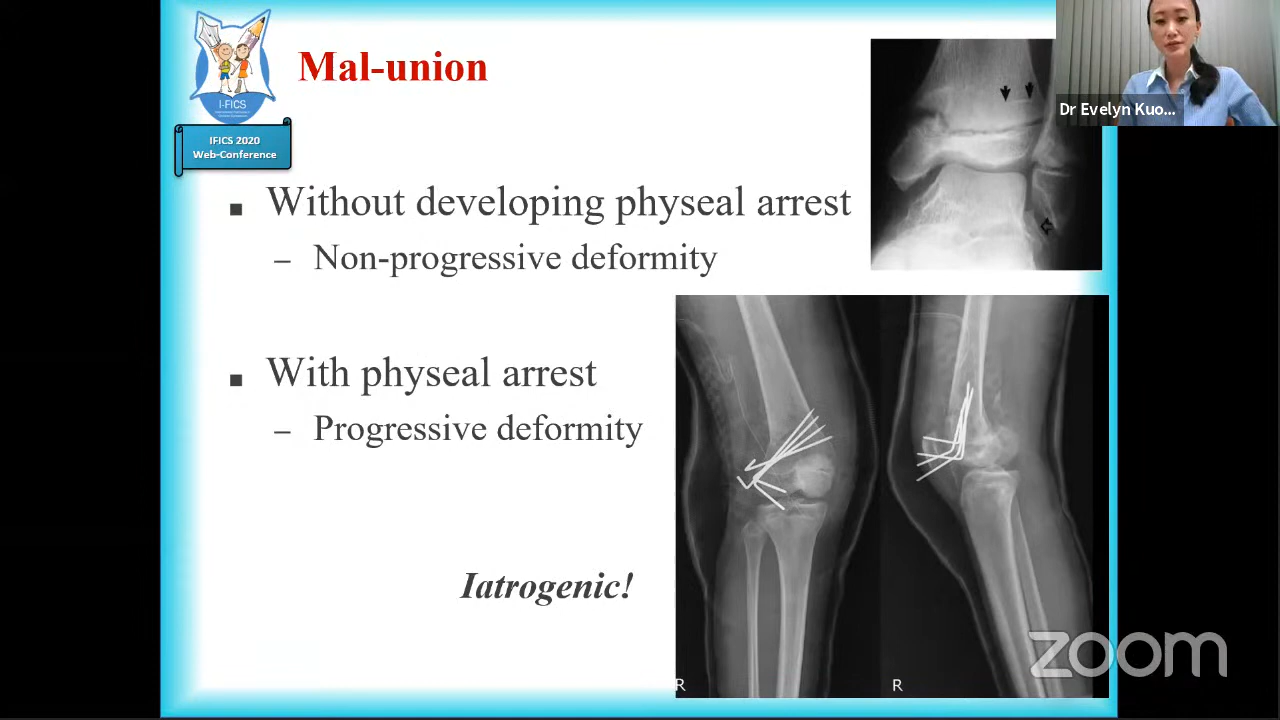 Mal-union
I-FICS
IFICS 2020
Web-Conference
Dr Evelyn Kuo...
▪ Without developing physeal arrest
– Non-progressive deformity
▪ With physeal arrest
– Progressive deformity
Iatrogenic!
R
R
zoom